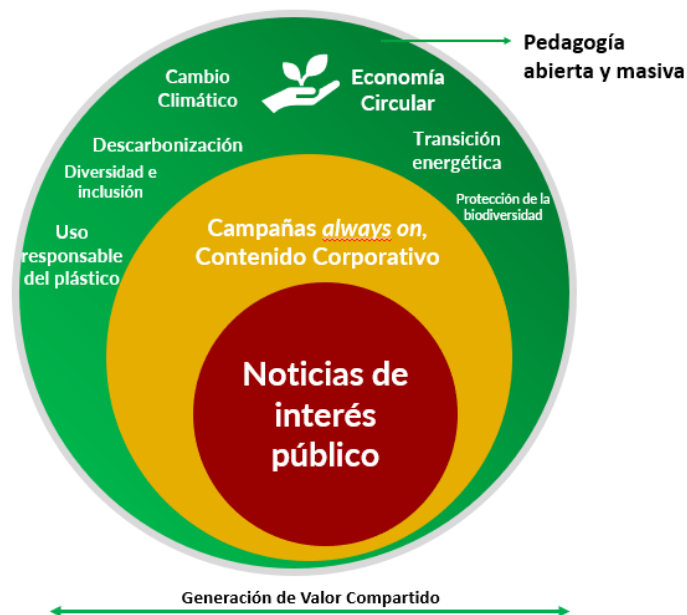 Pedagogía
abierta y masiva
Cambio
Climático
Economía
Circular
Descarbonización
Transición
energética
Diversidad e
inclusión
Protección de la
biodiversidad
Uso
responsable
del plástico
Campañas always on,
Contenido Corporativo
Noticias de
interés
público
Generación de Valor Compartido